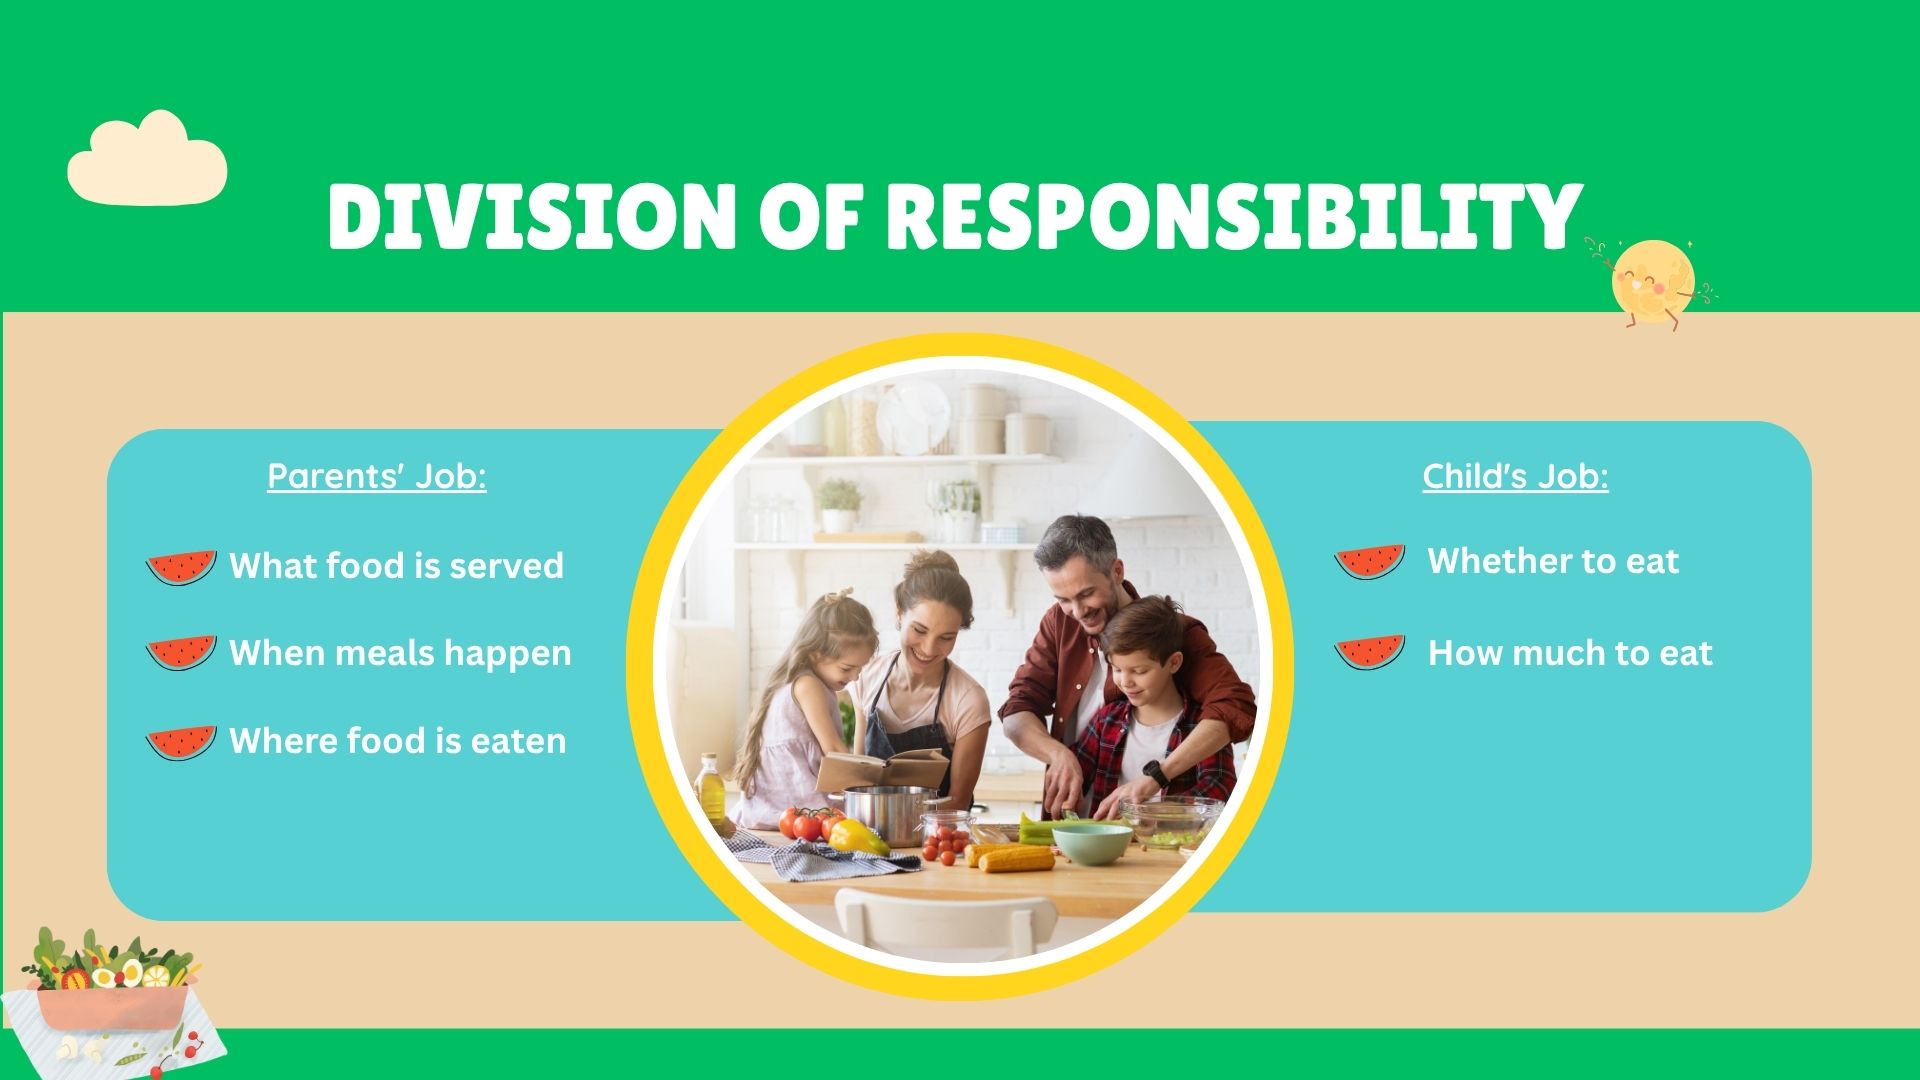 DIVISION OF RESPONSIBILITY
Parents' Job:
What food is served
When meals happen
Where food is eaten
Child's Job:
Whether to eat
How much to eat